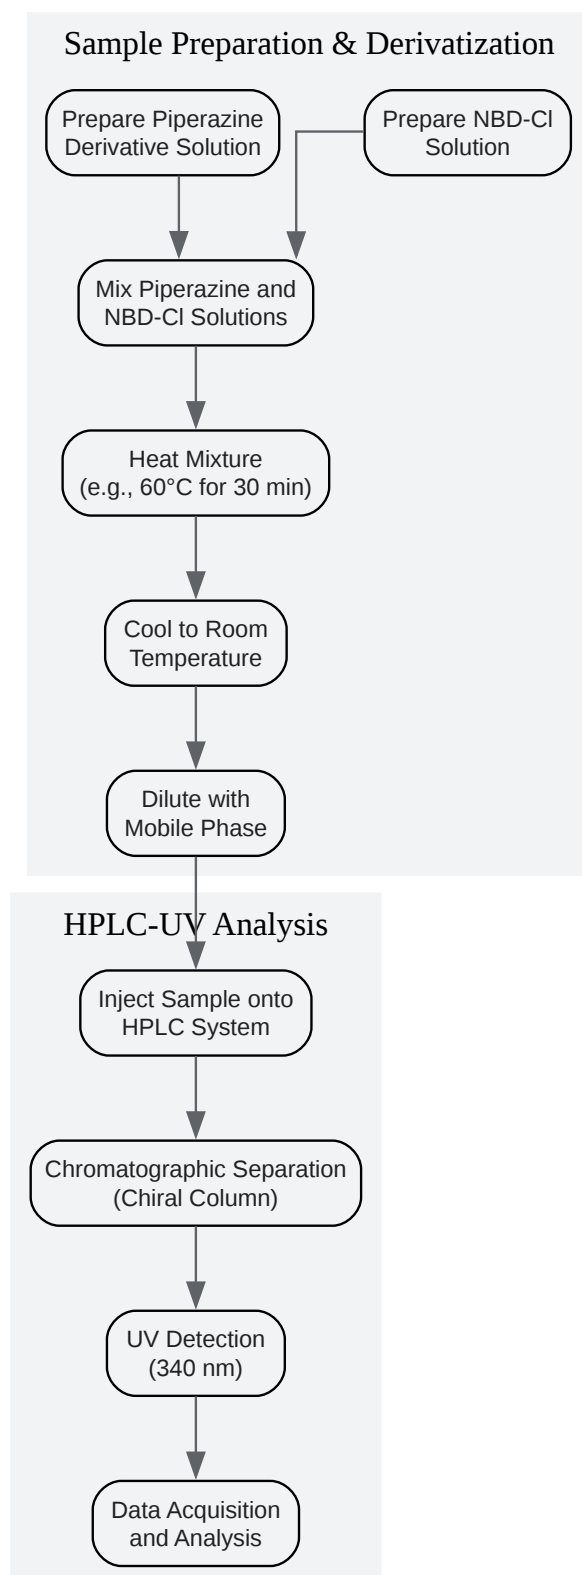 Sample Preparation & Derivatization
Prepare Piperazine
Derivative Solution
Prepare NBD-Cl
Solution
Mix Piperazine and
NBD-Cl Solutions
Heat Mixture
(e.g., 60°C for 30 min)
Cool to Room
Temperature
Dilute with
Mobile Phase
HPLC-UV Analysis
Inject Sample onto
HPLC System
Chromatographic Separation
(Chiral Column)
UV Detection
(340 nm)
Data Acquisition
and Analysis